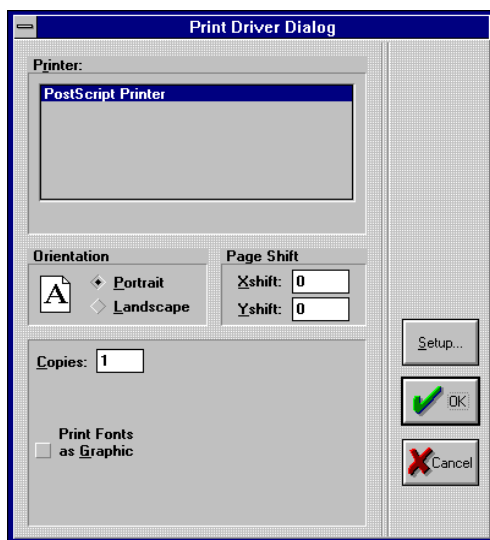 Print Driver Dialog
Printer:
PostScript Printer
Orientation
Portrait
Landscape
A
Page Shift
Xshift: 0
Yshift: 0
Copies: 1
Print Fonts
as Graphic
Setup...
OK
Cancel